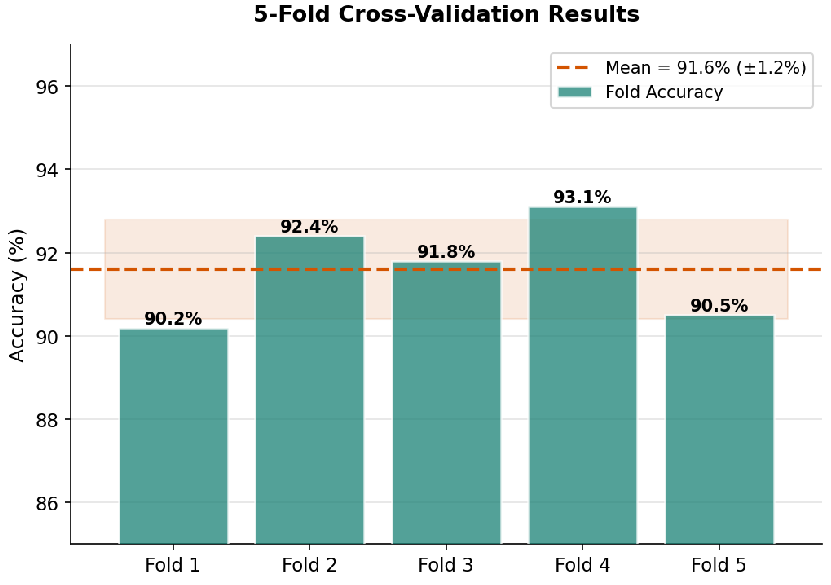 5-Fold Cross-Validation Results
Mean = 91.6% (±1.2%)
Fold Accuracy
Accuracy (%)
96
94
92
90
88
86
90.2%
92.4%
91.8%
93.1%
90.5%
Fold 1
Fold 2
Fold 3
Fold 4
Fold 5